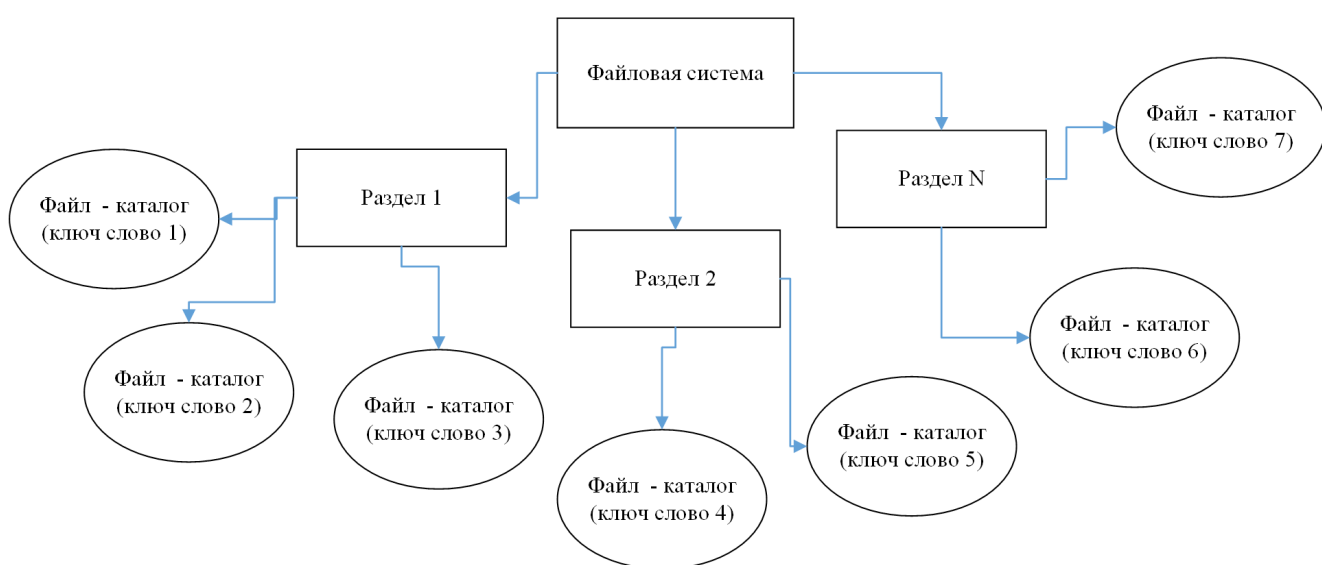 Файловая система
Файл - каталог
(ключ слово 7)
Раздел N
Раздел 1
Файл - каталог
(ключ слово 1)
Раздел 2
Файл - каталог
(ключ слово 6)
Файл - каталог
(ключ слово 2)
Файл - каталог
(ключ слово 3)
Файл - каталог
(ключ слово 5)
Файл - каталог
(ключ слово 4)